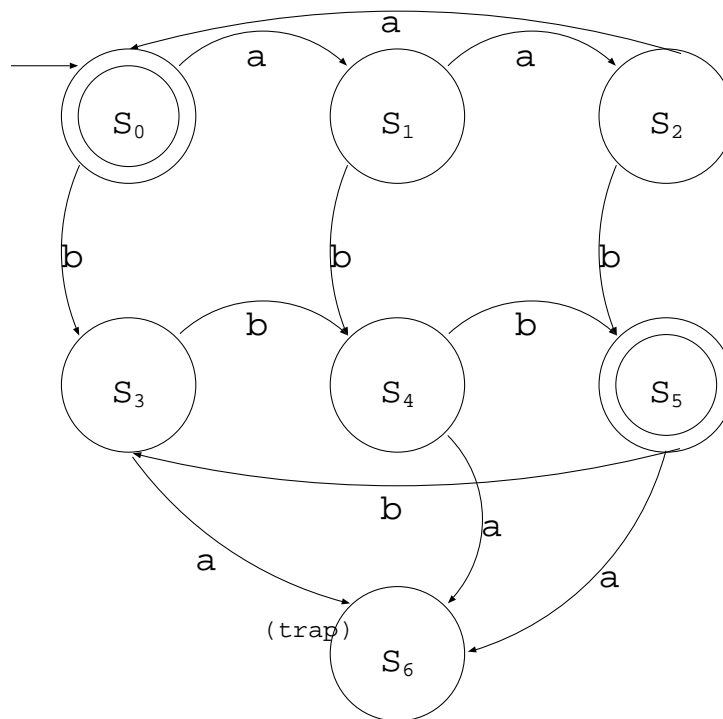 a
a a
S₀ S₁ S₂
b b b
b b
S₃ S₄ S₅
b
a a a
(trap)
S₆